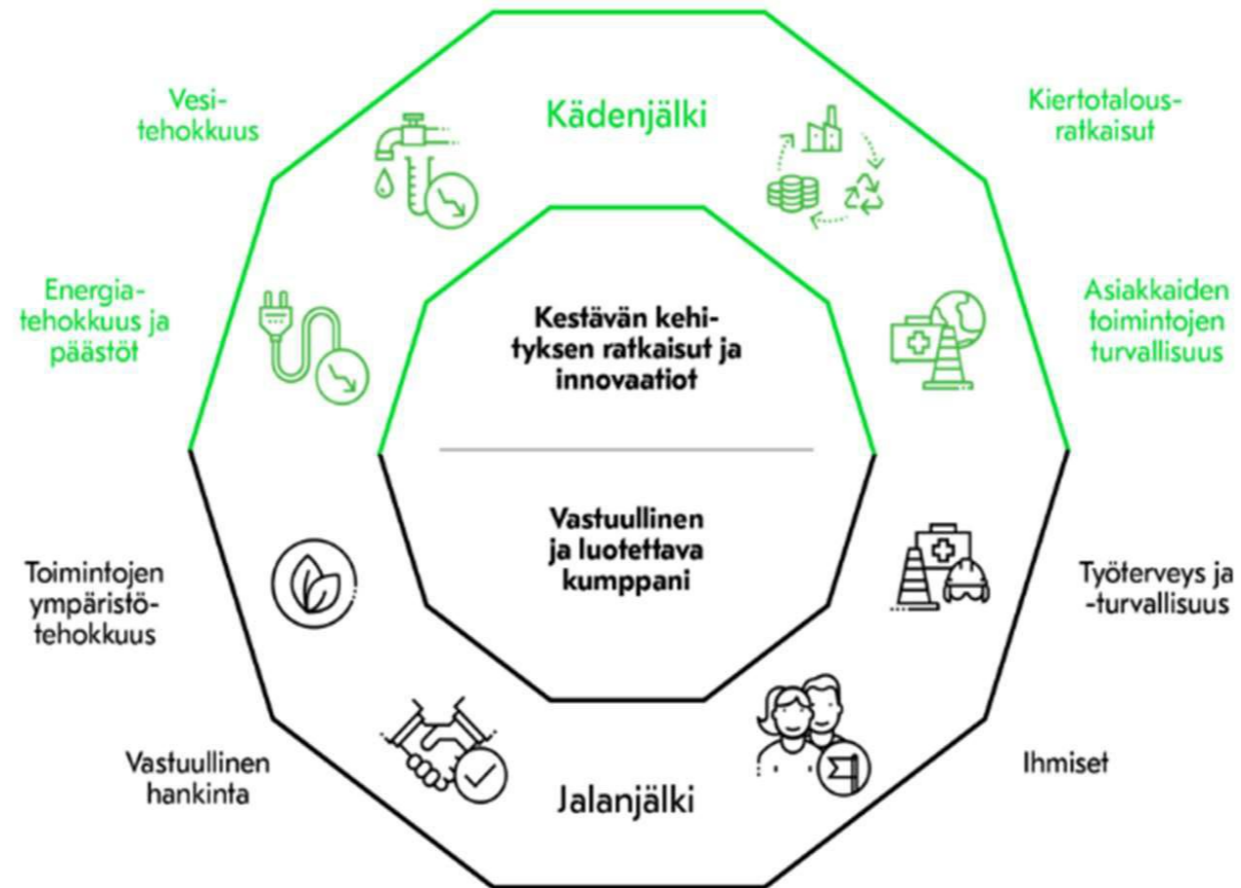 Kädenjälki
Vesi-
tehokkuus
Kiertotalous-
ratkaisut
Energia-
tehokkuus ja
päästöt
Asiakkaiden
toimintojen
turvallisuus
Kestävän kehi-
tyksen ratkaisut ja
innovaatiot
Vastuullinen
ja luotettava
kumppani
Toimintojen
ympäristö-
tehokkuus
Työterveys ja
-turvallisuus
Vastuullinen
hankinta
Ihmiset
Jalanjälki